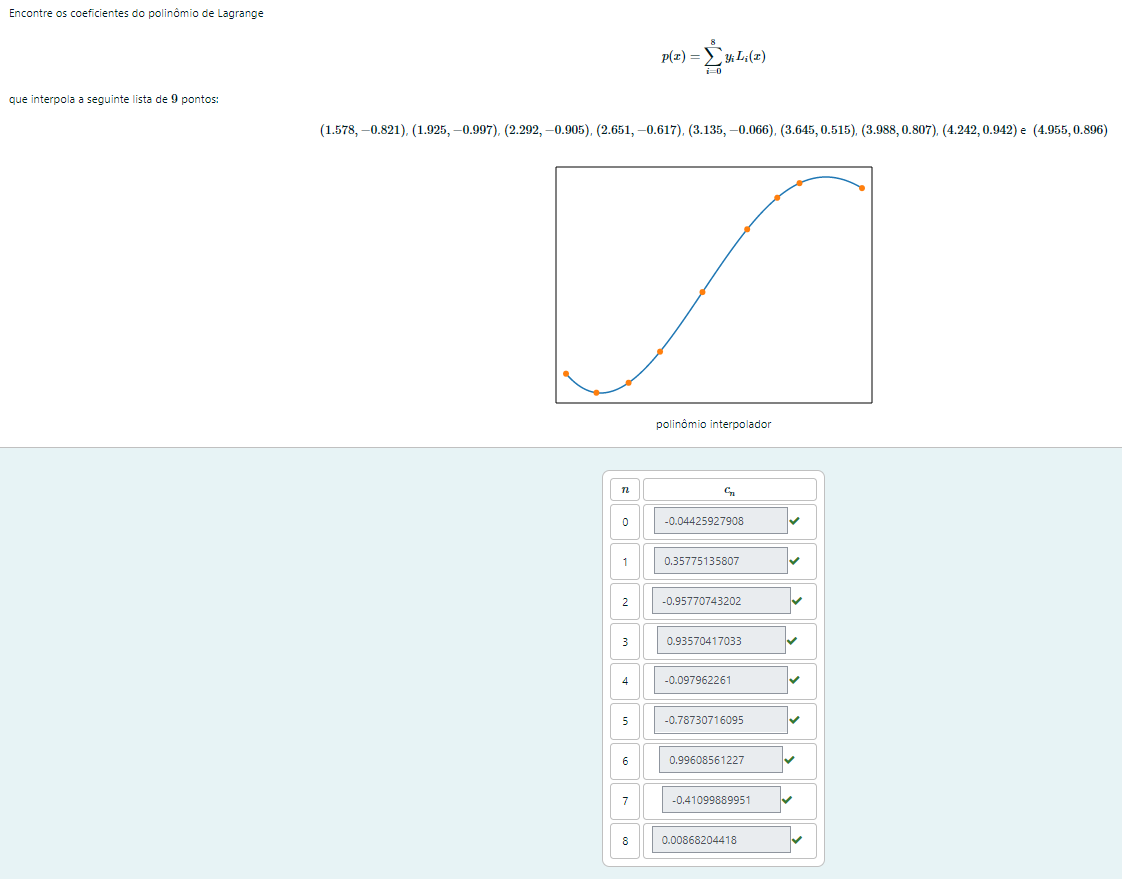 Encontre os coeficientes do polinômio de Lagrange
p(x) = ∑_{i=0}^{8} y_i L_i(x)
que interpola a seguinte lista de 9 pontos:
(1.578, −0.821), (1.925, −0.997), (2.292, −0.905), (2.651, −0.617), (3.135, −0.066), (3.645, 0.515), (3.988, 0.807), (4.242, 0.942) e (4.955, 0.896)
polinômio interpolador
n c_n
0 -0.04425927908
1 0.35775135807
2 -0.95770743202
3 0.93570417033
4 -0.097962261
5 -0.78730716095
6 0.99608561227
7 -0.41099889951
8 0.00868204418